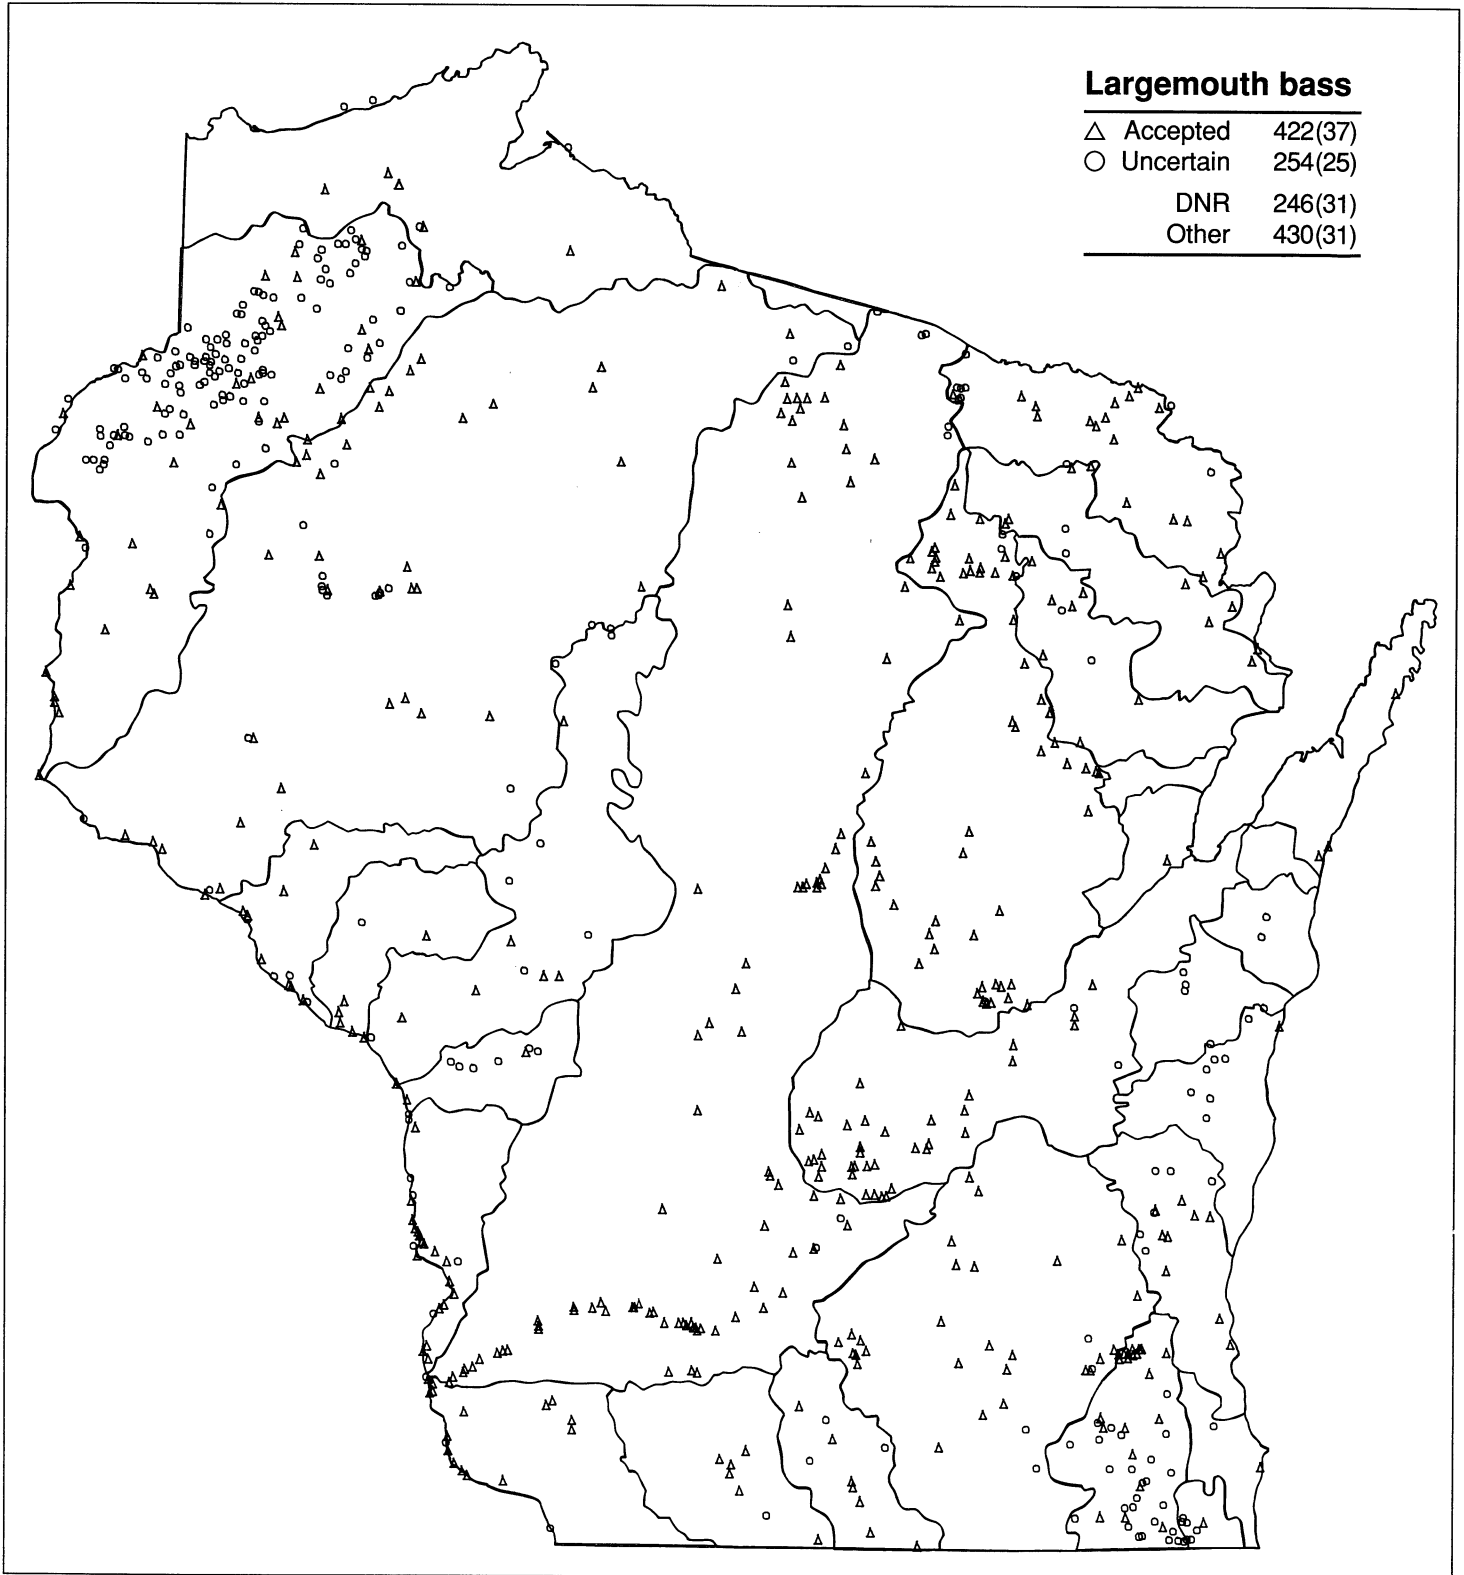 Largemouth bass
△ Accepted 422(37)
○ Uncertain 254(25)
DNR 246(31)
Other 430(31)